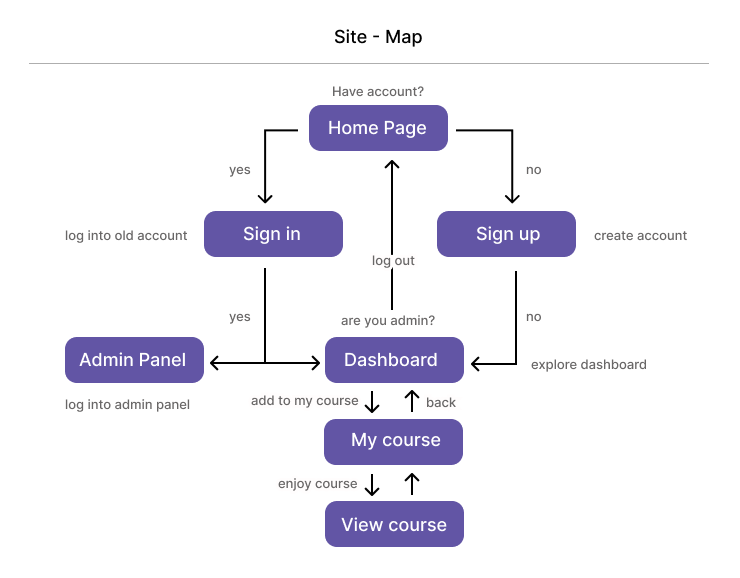 Site - Map
Have account?
Home Page
yes
no
log into old account
Sign in
Sign up
create account
log out
yes
are you admin?
no
Admin Panel
Dashboard
explore dashboard
log into admin panel
add to my course
back
My course
enjoy course
View course